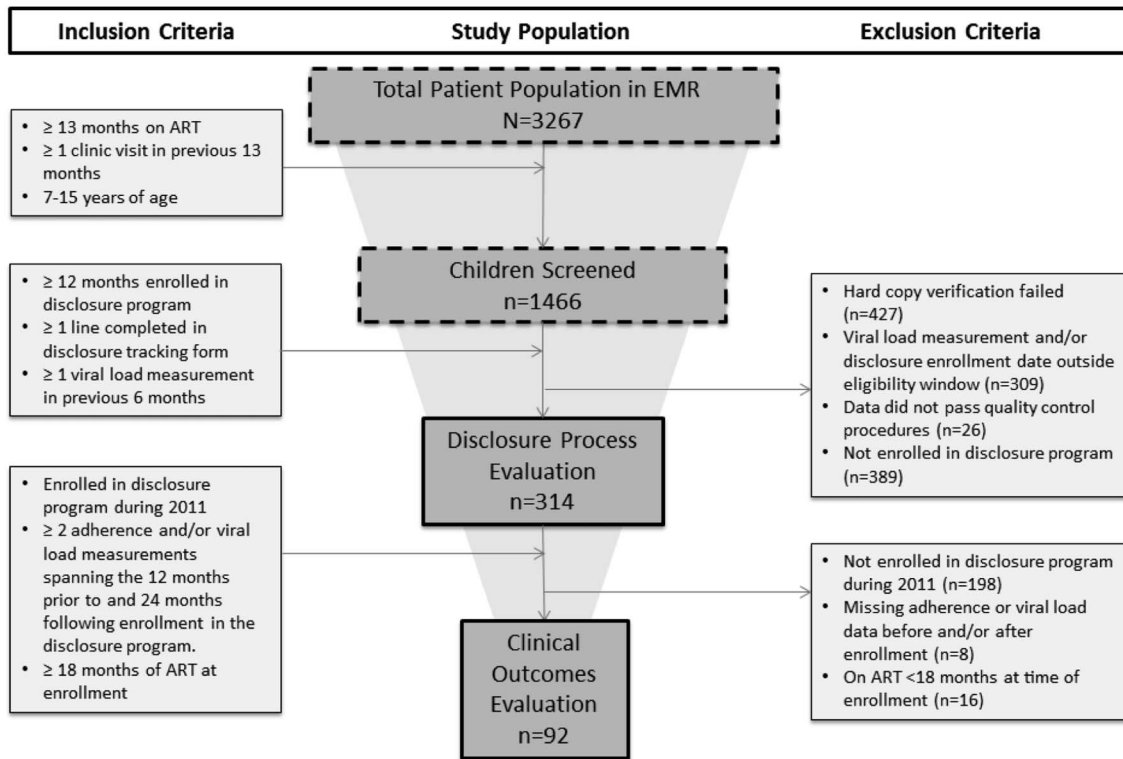 Inclusion Criteria
Study Population
Exclusion Criteria
Total Patient Population in EMR
N=3267
• ≥ 13 months on ART
• ≥ 1 clinic visit in previous 13
months
• 7-15 years of age
Children Screened
n=1466
• ≥ 12 months enrolled in
disclosure program
• ≥ 1 line completed in
disclosure tracking form
• ≥ 1 viral load measurement
in previous 6 months
• Hard copy verification failed
(n=427)
• Viral load measurement and/or
disclosure enrollment date outside
eligibility window (n=309)
• Data did not pass quality control
procedures (n=26)
• Not enrolled in disclosure program
(n=389)
Disclosure Process
Evaluation
n=314
• Enrolled in disclosure
program during 2011
• ≥ 2 adherence and/or viral
load measurements
spanning the 12 months
prior to and 24 months
following enrollment in the
disclosure program.
• ≥ 18 months of ART at
enrollment
• Not enrolled in disclosure program
during 2011 (n=198)
• Missing adherence or viral load
data before and/or after
enrollment (n=8)
• On ART <18 months at time of
enrollment (n=16)
Clinical
Outcomes
Evaluation
n=92